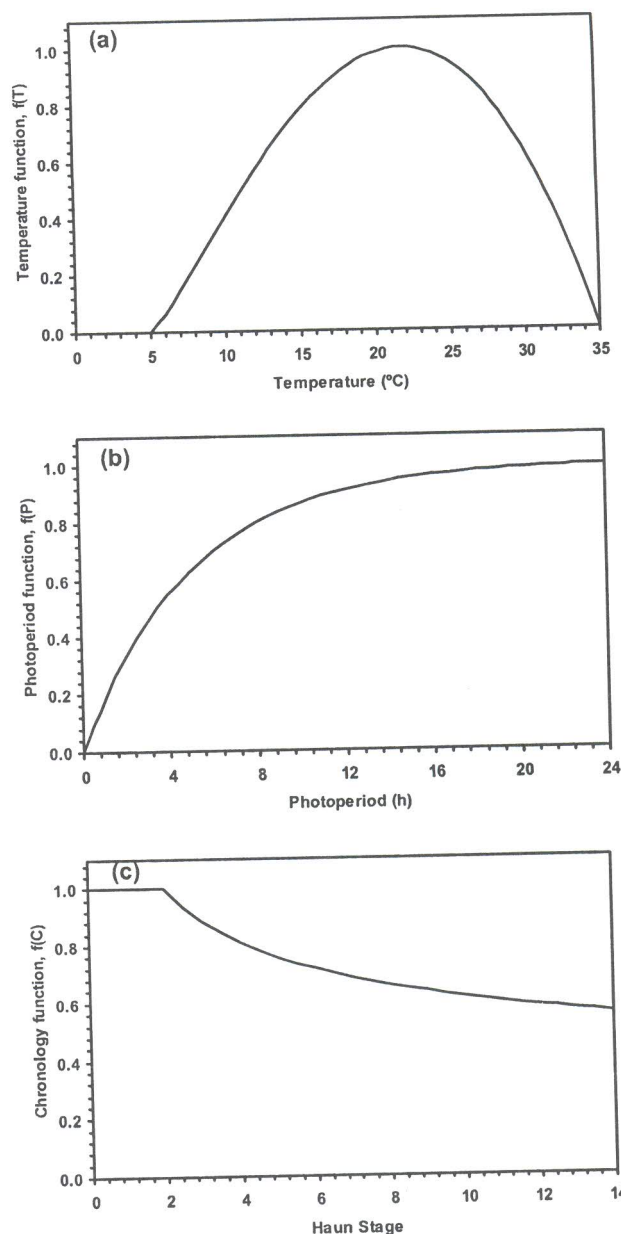 (a)
Temperature function, f(T)
1.0
0.8
0.6
0.4
0.2
0.0
0 5 10 15 20 25 30 35
Temperature (ºC)
(b)
Photoperiod function, f(P)
1.0
0.8
0.6
0.4
0.2
0.0
0 4 8 12 16 20 24
Photoperiod (h)
(c)
Chronology function, f(C)
1.0
0.8
0.6
0.4
0.2
0.0
0 2 4 6 8 10 12 14
Haun Stage